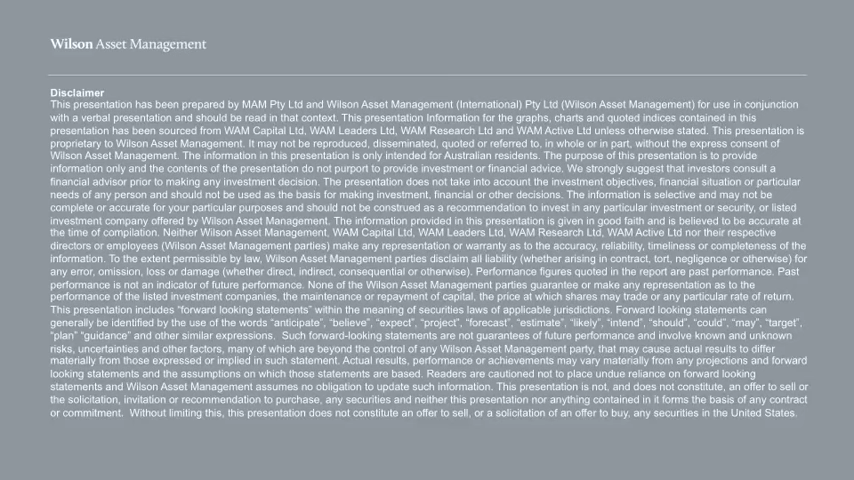 Wilson Asset Management
Disclaimer
This presentation has been prepared by MAM Pty Ltd and Wilson Asset Management (International) Pty Ltd (Wilson Asset Management) for use in conjunction
with a verbal presentation and should be read in that context. This presentation Information for the graphs, charts and quoted indices contained in this
presentation has been sourced from WAM Capital Ltd, WAM Leaders Ltd, WAM Research Ltd and WAM Active Ltd unless otherwise stated. This presentation is
proprietary to Wilson Asset Management. It may not be reproduced, disseminated, quoted or referred to, in whole or in part, without the express consent of
Wilson Asset Management. The information in this presentation is only intended for Australian residents. The purpose of this presentation is to provide
information only and the contents of the presentation do not purport to provide investment or financial advice. We strongly suggest that investors consult a
financial advisor prior to making any investment decision. The presentation does not take into account the investment objectives, financial situation or particular
needs of any person and should not be used as the basis for making investment, financial or other decisions. The information is selective and may not be
complete or accurate for your particular purposes and should not be construed as a recommendation to invest in any particular investment or security, or listed
investment company offered by Wilson Asset Management. The information provided in this presentation is given in good faith and is believed to be accurate at
the time of compilation. Neither Wilson Asset Management, WAM Capital Ltd, WAM Leaders Ltd, WAM Research Ltd, WAM Active Ltd nor their respective
directors or employees (Wilson Asset Management parties) make any representation or warranty as to the accuracy, reliability, timeliness or completeness of the
information. To the extent permissible by law, Wilson Asset Management parties disclaim all liability (whether arising in contract, tort, negligence or otherwise) for
any error, omission, loss or damage (whether direct, indirect, consequential or otherwise). Performance figures quoted in the report are past performance. Past
performance is not an indicator of future performance. None of the Wilson Asset Management parties guarantee or make any representation as to the
performance of the listed investment companies, the maintenance or repayment of capital, the price at which shares may trade or any particular rate of return.
This presentation includes “forward looking statements” within the meaning of securities laws of applicable jurisdictions. Forward looking statements can
generally be identified by the use of the words “anticipate”, “believe”, “expect”, “project”, “forecast”, “estimate”, “likely”, “intend”, “should”, “could”, “may”, “target”,
“plan” “guidance” and other similar expressions.  Such forward-looking statements are not guarantees of future performance and involve known and unknown
risks, uncertainties and other factors, many of which are beyond the control of any Wilson Asset Management party, that may cause actual results to differ
materially from those expressed or implied in such statement. Actual results, performance or achievements may vary materially from any projections and forward
looking statements and the assumptions on which those statements are based. Readers are cautioned not to place undue reliance on forward looking
statements and Wilson Asset Management assumes no obligation to update such information. This presentation is not, and does not constitute, an offer to sell or
the solicitation, invitation or recommendation to purchase, any securities and neither this presentation nor anything contained in it forms the basis of any contract
or commitment.  Without limiting this, this presentation does not constitute an offer to sell, or a solicitation of an offer to buy, any securities in the United States.